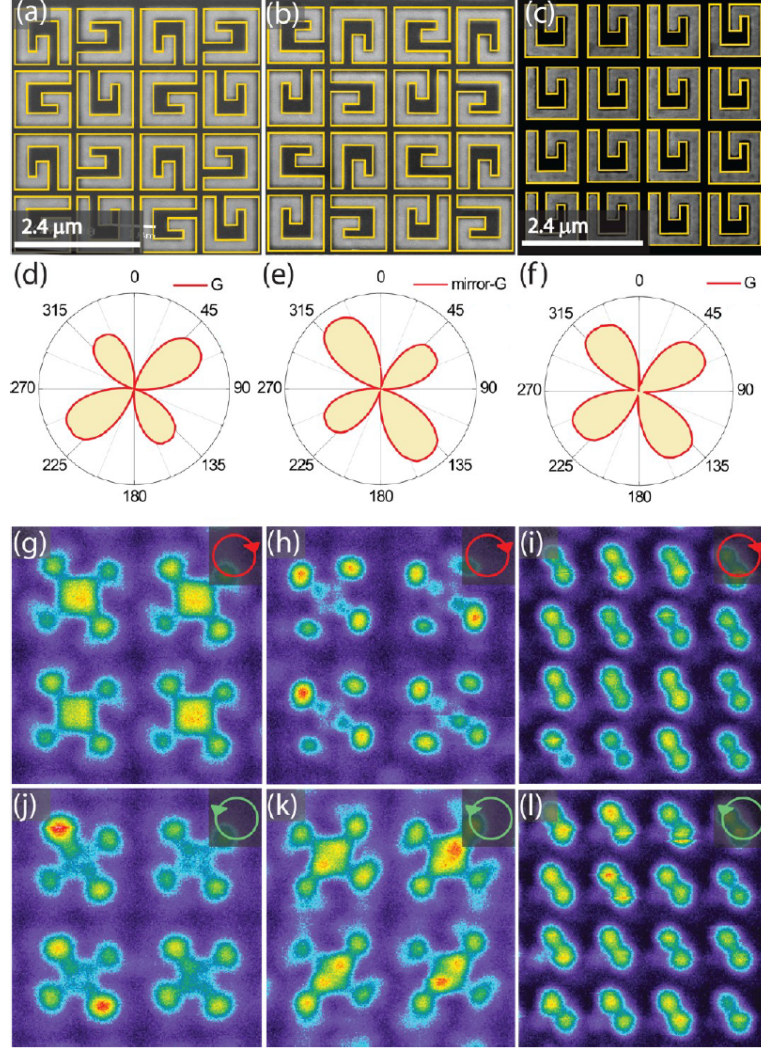 (a) (b) (c)
2.4 μm 2.4 μm
(d) (e) (f)
0 G 0 mirror-G 0 G
315 45 315 45 315 45
270 90 270 90 270 90
225 135 225 135 225 135
180 180 180
(g) (h) (i)
(j) (k) (l)